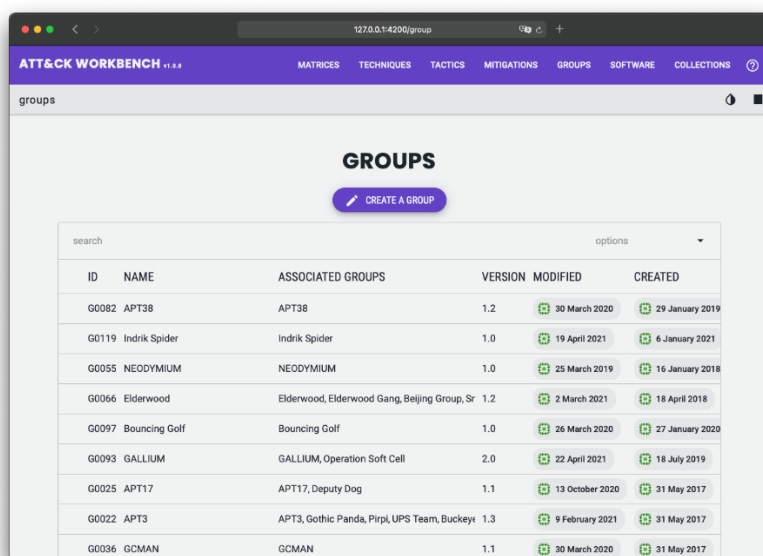 127.0.0.1:4200/group
ATT&CK WORKBENCH v1.0.0 MATRICES TECHNIQUES TACTICS MITIGATIONS GROUPS SOFTWARE COLLECTIONS ?
groups
GROUPS
CREATE A GROUP
search options
ID NAME ASSOCIATED GROUPS VERSION MODIFIED CREATED
G0082 APT38 APT38 1.2 30 March 2020 29 January 2019
G0119 Indrik Spider Indrik Spider 1.0 19 April 2021 6 January 2021
G0055 NEODYMIUM NEODYMIUM 1.0 25 March 2019 16 January 2018
G0066 Elderwood Elderwood, Elderwood Gang, Beijing Group, Sr 1.2 2 March 2021 18 April 2018
G0097 Bouncing Golf Bouncing Golf 1.0 26 March 2020 27 January 2020
G0093 GALLIUM GALLIUM, Operation Soft Cell 2.0 22 April 2021 18 July 2019
G0025 APT17 APT17, Deputy Dog 1.1 13 October 2020 31 May 2017
G0022 APT3 APT3, Gothic Panda, Pirpi, UPS Team, Buckeye 1.3 9 February 2021 31 May 2017
G0036 GCMAN GCMAN 1.1 30 March 2020 31 May 2017